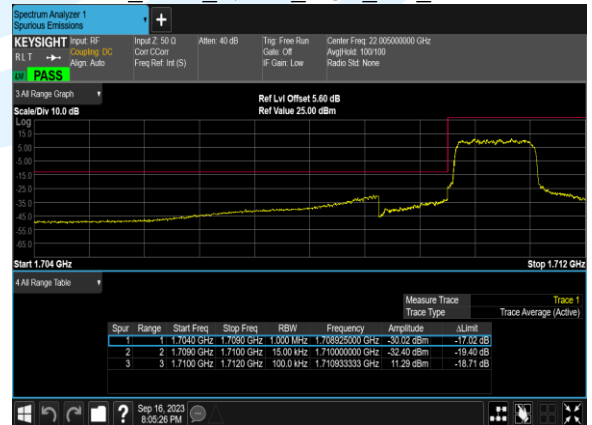 Spectrum Analyzer 1
Spurious Emissions
KEYSIGHT Input: RF Input Z: 50 Ω Atten: 40 dB Trig: Free Run Center Freq: 22.005000000 GHz
RLT Coupling: DC Corr CCorr Gate: Off Avg|Hold: 100/100
Align: Auto Freq Ref: Int (S) IF Gain: Low Radio Std: None
LV PASS
3 All Range Graph
Ref Lvl Offset 5.60 dB
Scale/Div 10.0 dB Ref Value 25.00 dBm
Log
15.0
5.00
-5.00
-15.0
-25.0
-35.0
-45.0
-55.0
-65.0
Start 1.704 GHz Stop 1.712 GHz
4 All Range Table
Measure Trace Trace 1
Trace Type Trace Average (Active)
Spur Range Start Freq Stop Freq RBW Frequency Amplitude ΔLimit
1 1 1.7040 GHz 1.7090 GHz 1.000 MHz 1.708925000 GHz -30.02 dBm -17.02 dB
2 2 1.7090 GHz 1.7100 GHz 15.00 kHz 1.710000000 GHz -32.40 dBm -19.40 dB
3 3 1.7100 GHz 1.7120 GHz 100.0 kHz 1.710933333 GHz 11.29 dBm -18.71 dB
? Sep 16, 2023
8:05:26 PM